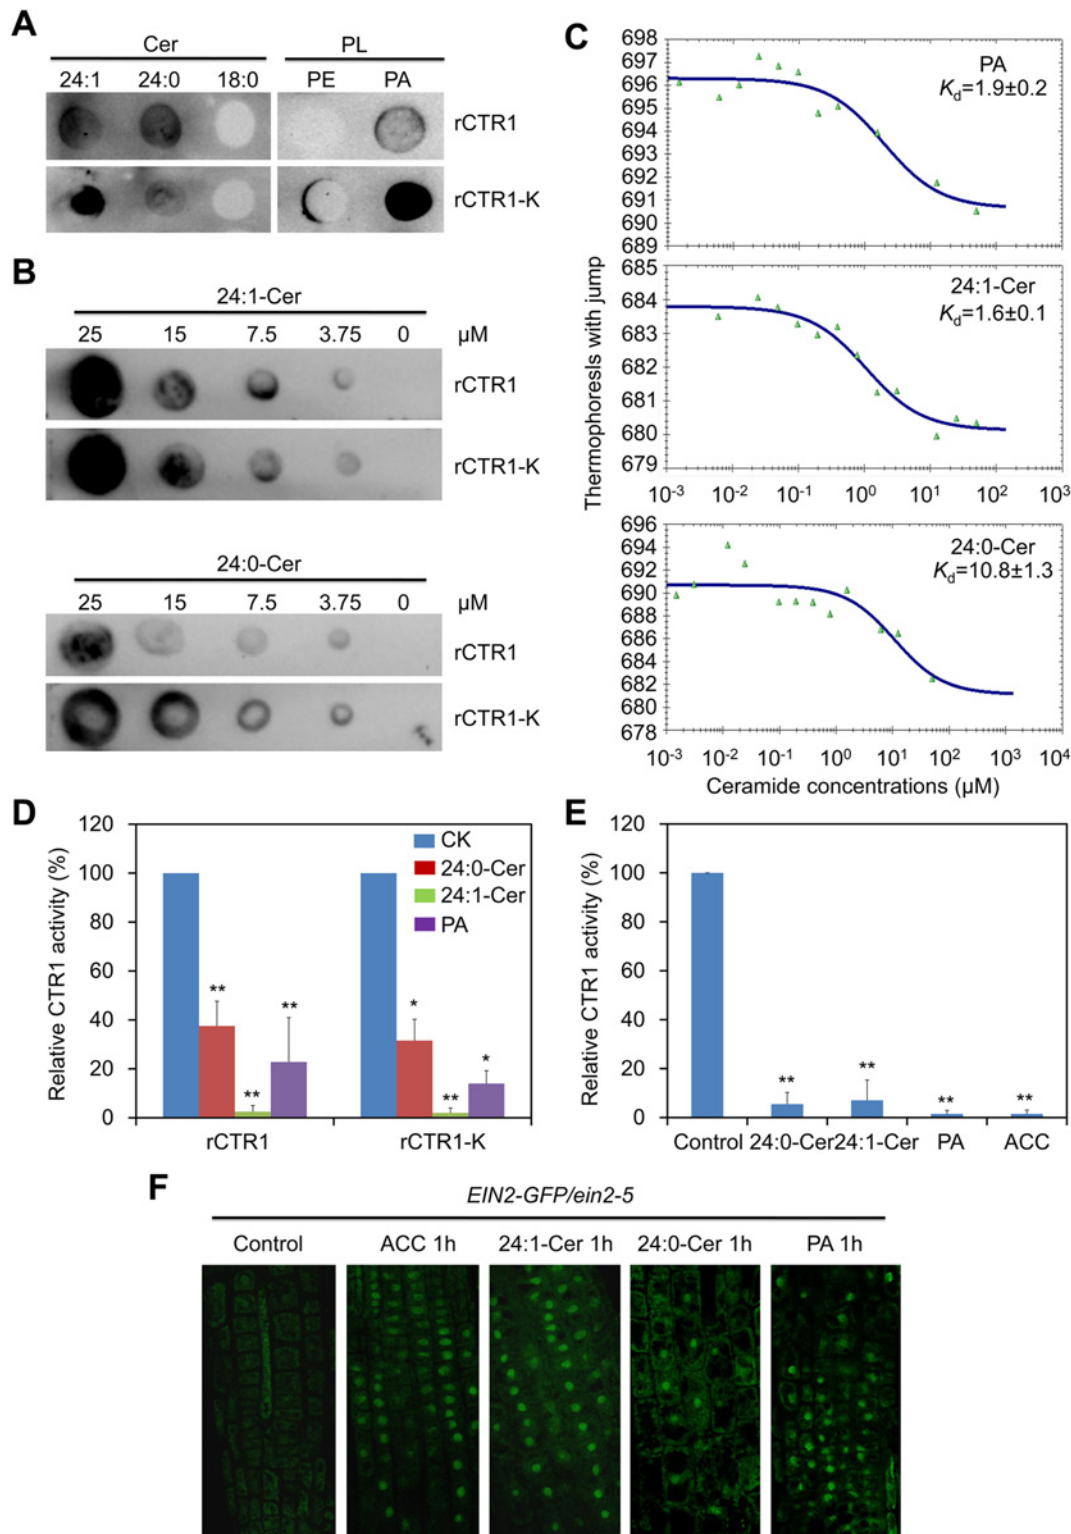 A
Cer PL
24:1 24:0 18:0 PE PA
rCTR1
rCTR1-K
B
24:1-Cer
25 15 7.5 3.75 0 µM
rCTR1
rCTR1-K
24:0-Cer
25 15 7.5 3.75 0 µM
rCTR1
rCTR1-K
C
Thermophoresis with jump
698
697
696
695
694
693
692
691
690
689
PA
Kd=1.9±0.2
685
684
683
682
681
680
679
24:1-Cer
Kd=1.6±0.1
10-3 10-2 10-1 100 101 102 103
696
694
692
690
688
686
684
682
680
678
24:0-Cer
Kd=10.8±1.3
10-3 10-2 10-1 100 101 102 103 104
Ceramide concentrations (µM)
D
Relative CTR1 activity (%)
120
100
80
60
40
20
0
CK
24:0-Cer
24:1-Cer
PA
** ** **
* ** *
rCTR1 rCTR1-K
E
Relative CTR1 activity (%)
120
100
80
60
40
20
0
** ** ** **
Control 24:0-Cer 24:1-Cer PA ACC
F
EIN2-GFP/ein2-5
Control ACC 1h 24:1-Cer 1h 24:0-Cer 1h PA 1h